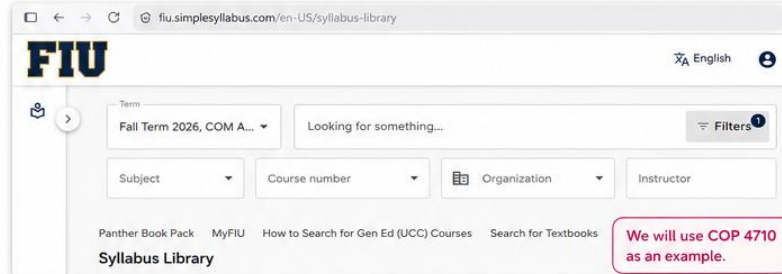 fiu.simplesyllabus.com/en-US/syllabus-library
FIU
English
Term
Fall Term 2026, COM A...
Looking for something...
Filters
1
Subject
Course number
Organization
Instructor
Panther Book Pack MyFIU How to Search for Gen Ed (UCC) Courses Search for Textbooks
We will use COP 4710
as an example.
Syllabus Library